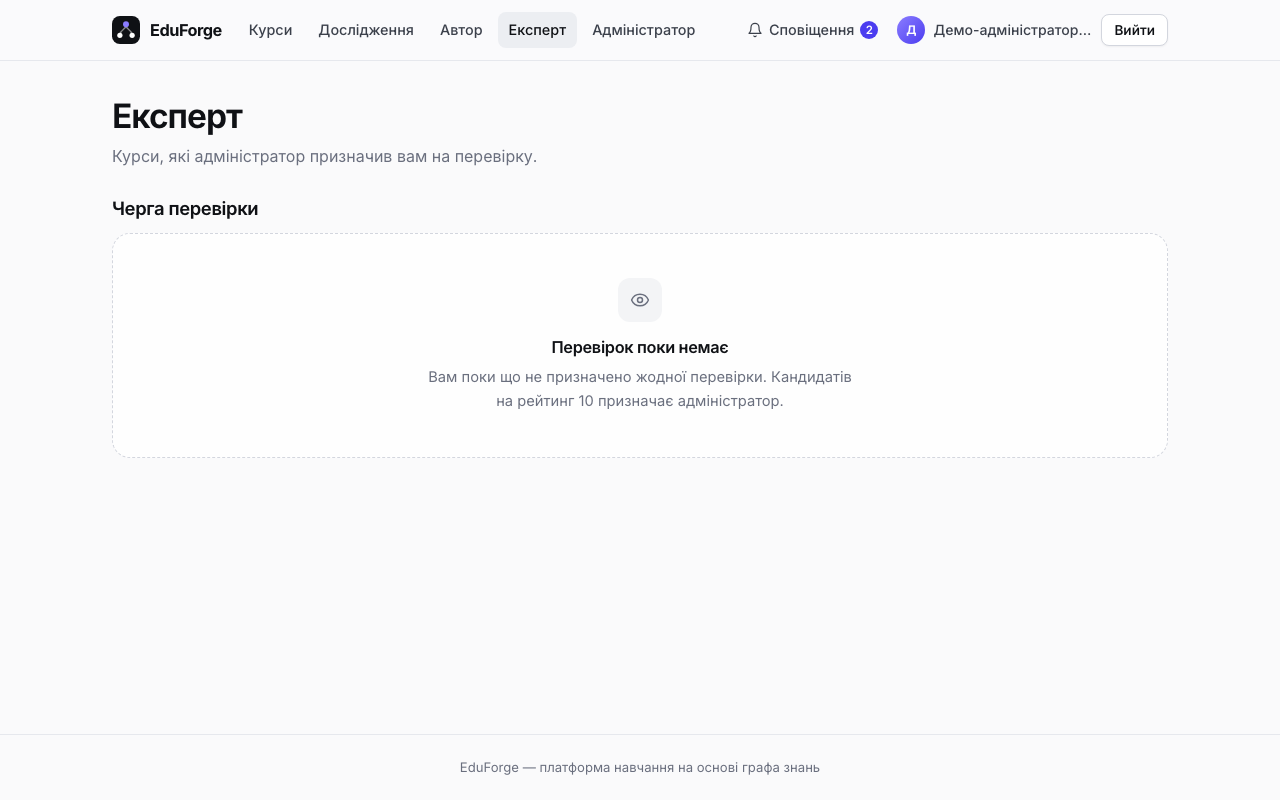 EduForge
Курси
Дослідження
Автор
Експерт
Адміністратор
Сповіщення 2
Д
Демо-адміністратор...
Вийти
Експерт
Курси, які адміністратор призначив вам на перевірку.
Черга перевірки
Перевірок поки немає
Вам поки що не призначено жодної перевірки. Кандидатів
на рейтинг 10 призначає адміністратор.
EduForge — платформа навчання на основі графа знань